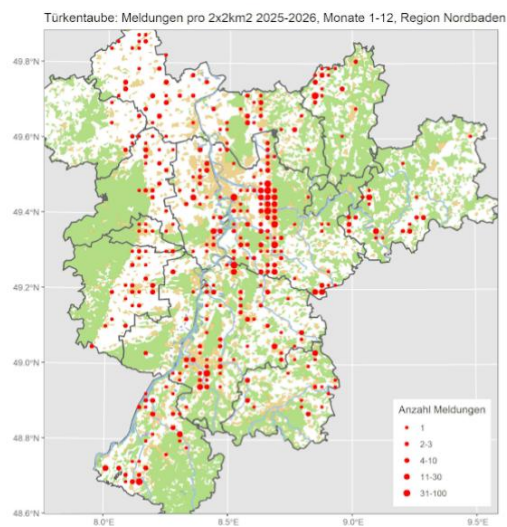 Türkentaube: Meldungen pro 2x2km2 2025-2026, Monate 1-12, Region Nordbaden
49.8°N
49.6°N
49.4°N
49.2°N
49.0°N
48.8°N
48.6°N
8.0°E
8.5°E
9.0°E
9.5°E
Anzahl Meldungen
1
2-3
4-10
11-30
31-100